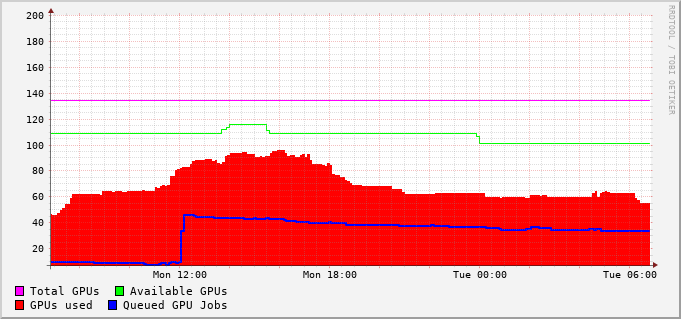 200
180
160
140
120
100
80
60
40
20
Mon 12:00 Mon 18:00 Tue 00:00 Tue 06:00
Total GPUs Available GPUs
GPUs used Queued GPU Jobs
RRDTOOL / TOBI OETIKER